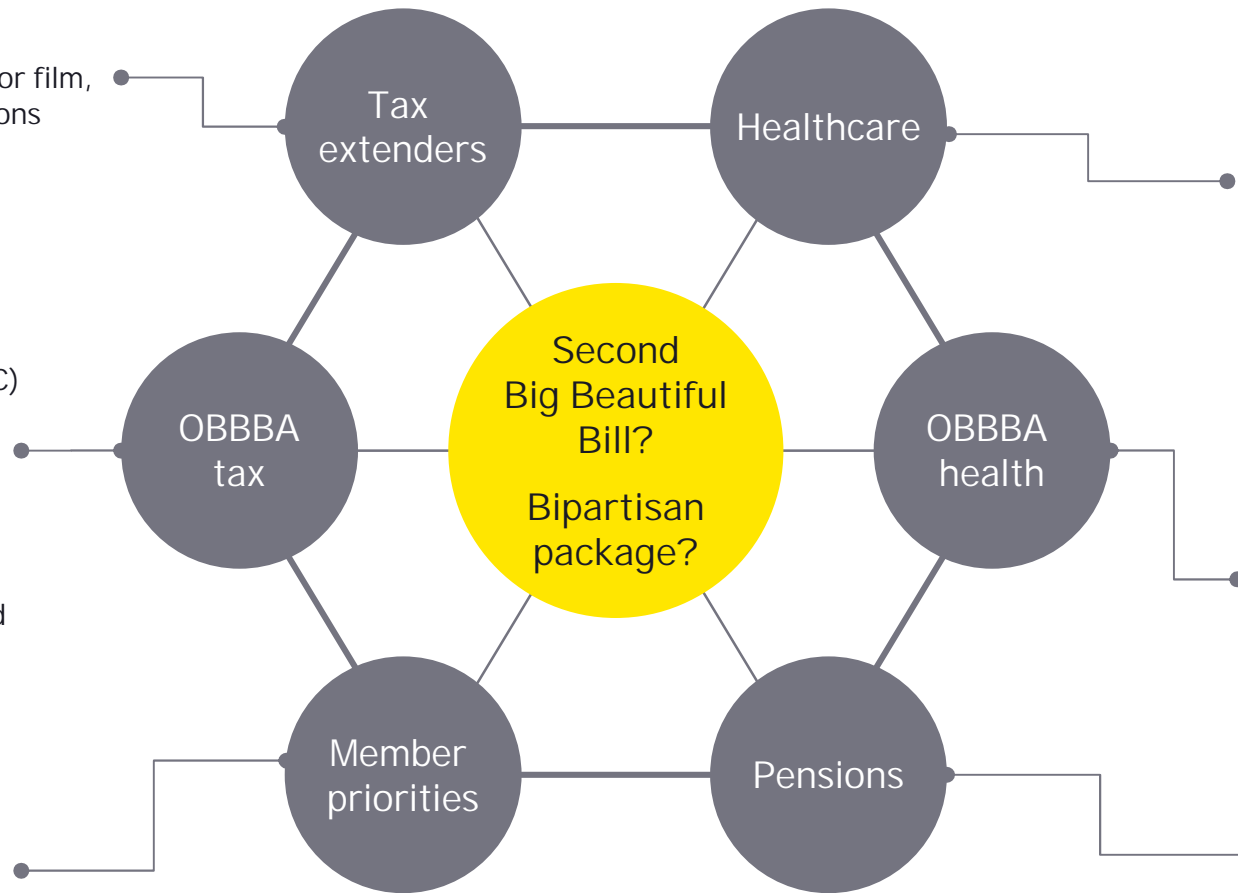 or film,
ons
Tax
extenders
Healthcare
C)
OBBBA
tax
Second
Big Beautiful
Bill?
Bipartisan
package?
OBBBA
health
d
Member
priorities
Pensions